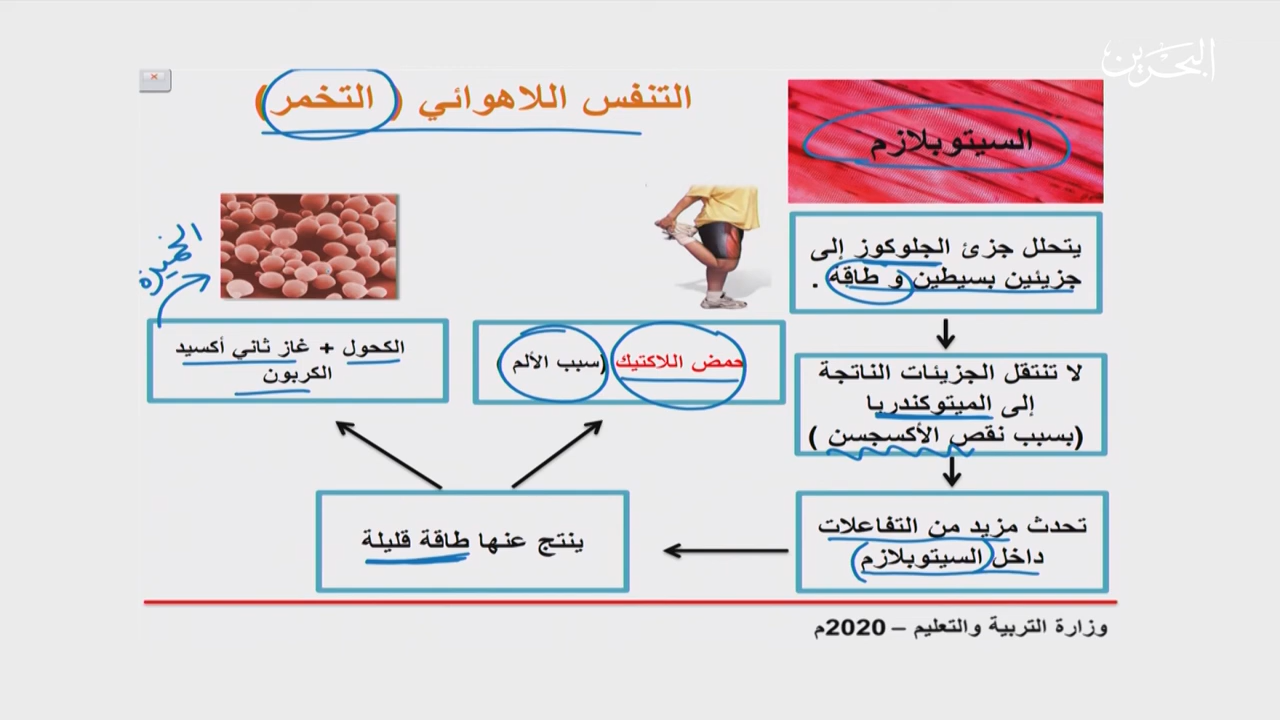 البحرين
التنفس اللاهوائي ( التخمر )
السيتوبلازم
يتحلل جزئ الجلوكوز إلى
جزيئين بسيطين و طاقة .
لا تنتقل الجزيئات الناتجة
إلى الميتوكندريا
(بسبب نقص الأكسجسن )
تحدث مزيد من التفاعلات
داخل السيتوبلازم
ينتج عنها طاقة قليلة
حمض اللاكتيك (سبب الألم )
الخميرة
الكحول + غاز ثاني أكسيد
الكربون
وزارة التربية والتعليم – 2020م